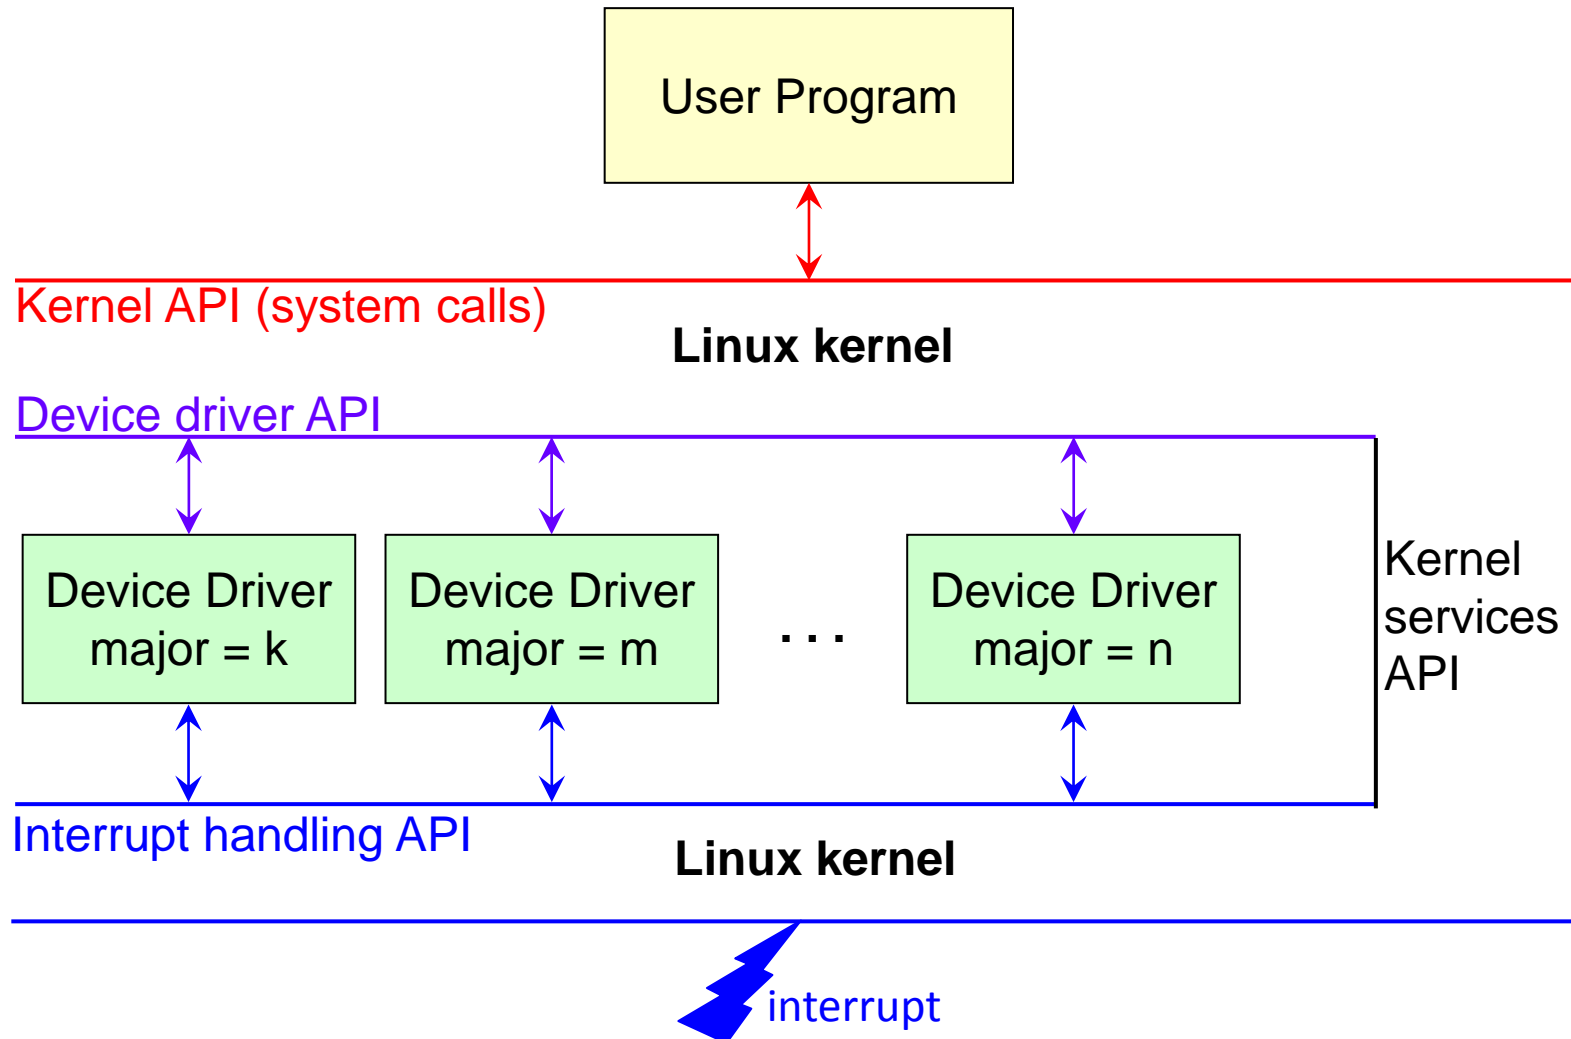 User Program
Kernel API (system calls)
Linux kernel
Device driver API
Device Driver
major = k
Device Driver
major = m
...
Device Driver
major = n
Kernel
services
API
Interrupt handling API
Linux kernel
interrupt